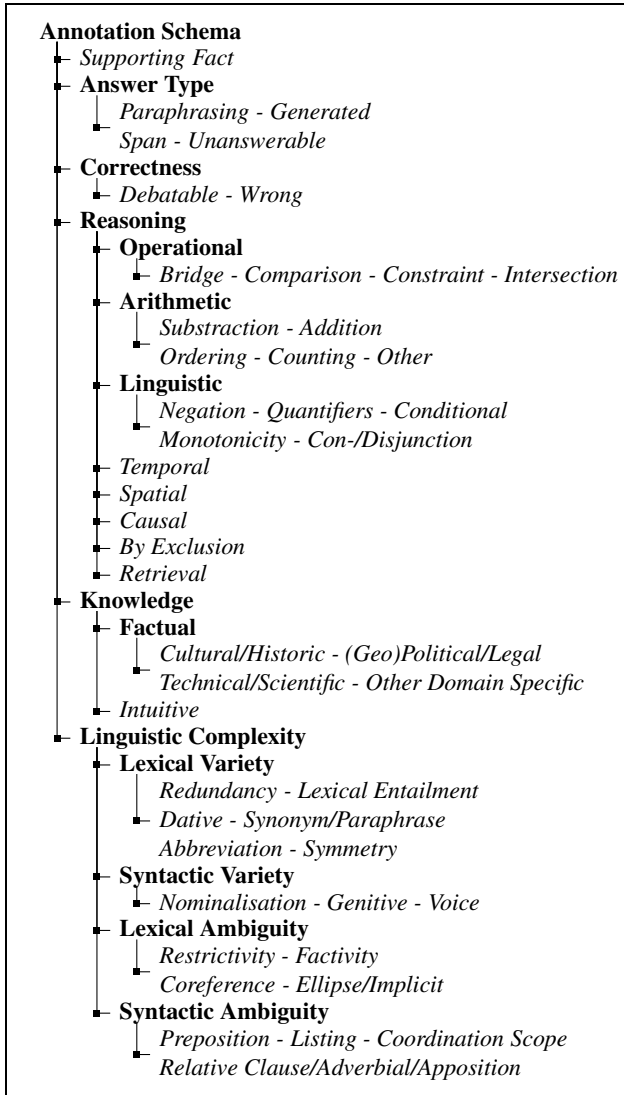 Annotation Schema
Supporting Fact
Answer Type
Paraphrasing - Generated
Span - Unanswerable
Correctness
Debatable - Wrong
Reasoning
Operational
Bridge - Comparison - Constraint - Intersection
Arithmetic
Substraction - Addition
Ordering - Counting - Other
Linguistic
Negation - Quantifiers - Conditional
Monotonicity - Con-/Disjunction
Temporal
Spatial
Causal
By Exclusion
Retrieval
Knowledge
Factual
Cultural/Historic - (Geo)Political/Legal
Technical/Scientific - Other Domain Specific
Intuitive
Linguistic Complexity
Lexical Variety
Redundancy - Lexical Entailment
Dative - Synonym/Paraphrase
Abbreviation - Symmetry
Syntactic Variety
Nominalisation - Genitive - Voice
Lexical Ambiguity
Restrictivity - Factivity
Coreference - Ellipse/Implicit
Syntactic Ambiguity
Preposition - Listing - Coordination Scope
Relative Clause/Adverbial/Apposition